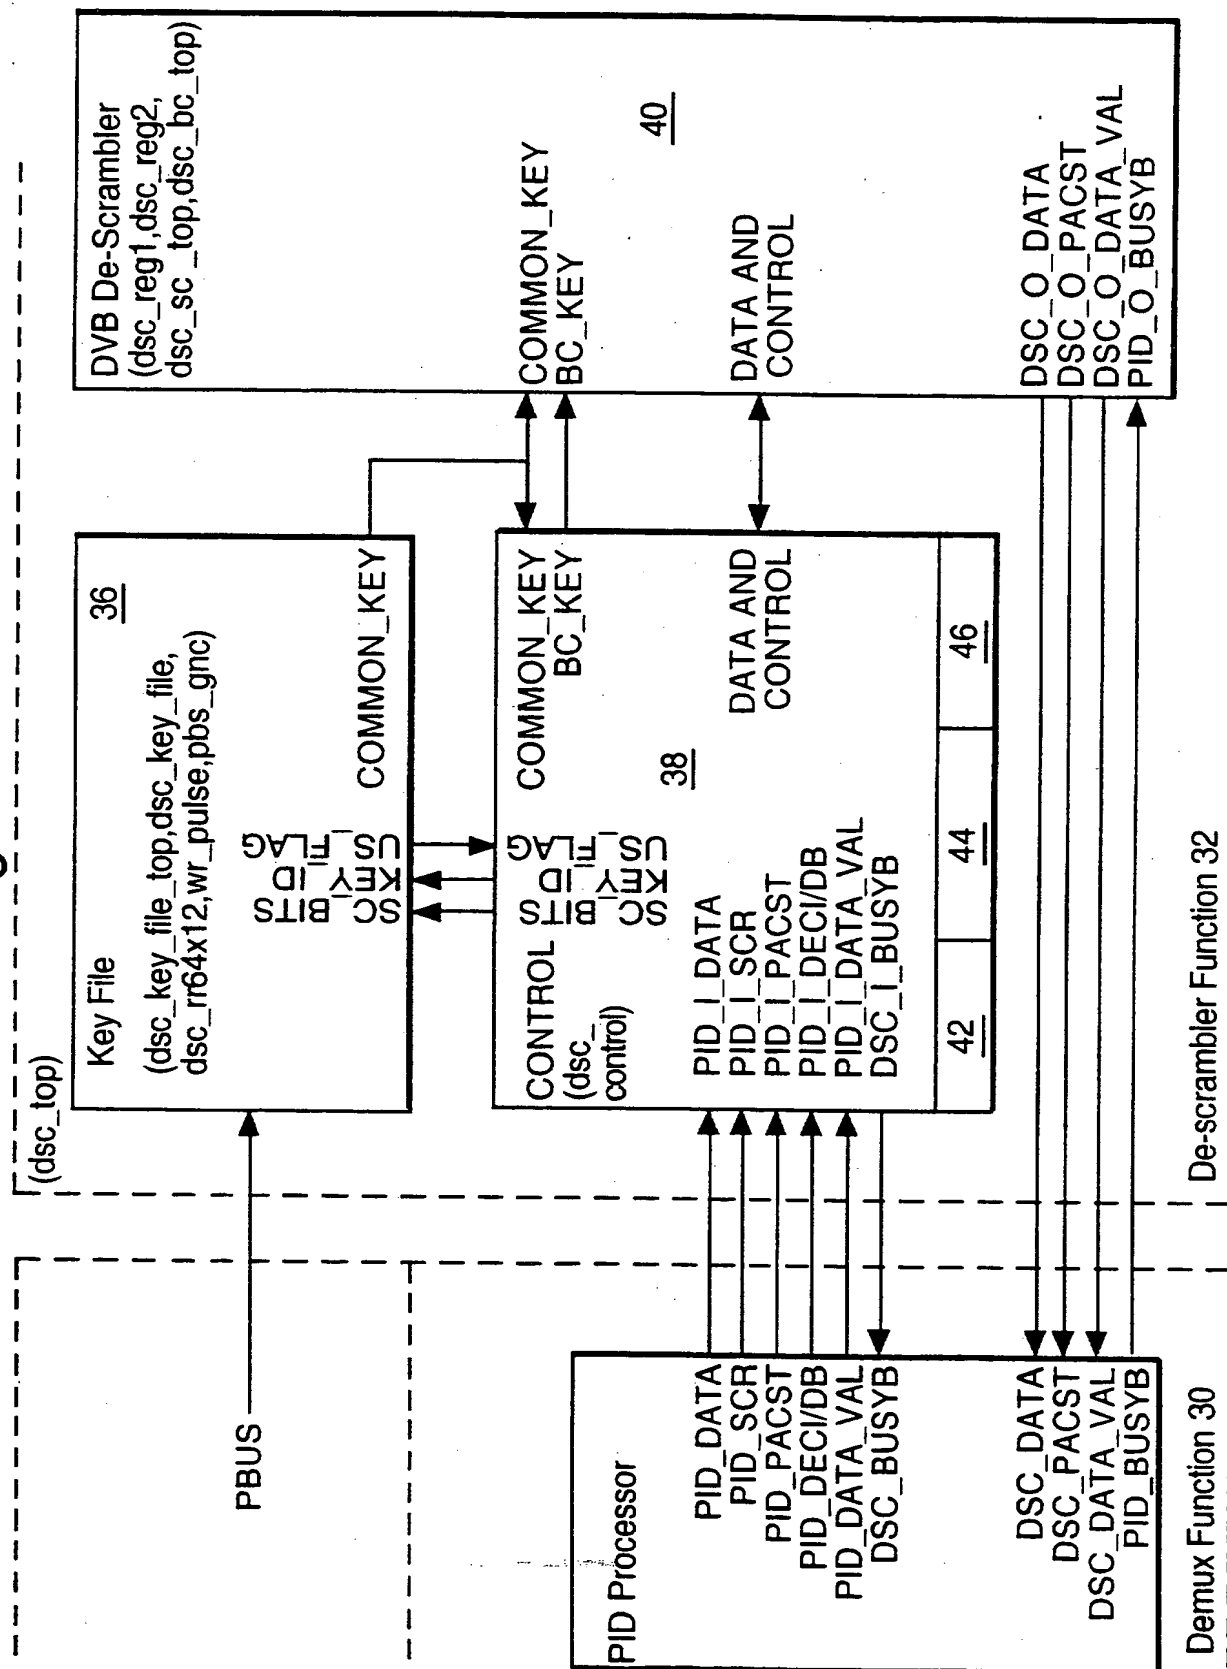 (dsc_top)
PBUS
Key File
36
(dsc_key_file_top,dsc_key_file,
dsc_rr64x12,wr_pulse,pbs_gnc)
COMMON_KEY
SC_BITS
KEY_ID
US_FLAG
DVB De-Scrambler
(dsc_reg1,dsc_reg2,
dsc_sc_top,dsc_bc_top)
40
COMMON_KEY
BC_KEY
DATA AND
CONTROL
DSC_O_DATA
DSC_O_PACST
DSC_O_DATA_VAL
PID_O_BUSYB
CONTROL
(dsc_
control)
SC_BITS
KEY_ID
US_FLAG
COMMON_KEY
BC_KEY
38
DATA AND
CONTROL
PID_I_DATA
PID_I_SCR
PID_I_PACST
PID_I_DECI/DB
PID_I_DATA_VAL
DSC_I_BUSYB
42
44
46
PID Processor
PID_DATA
PID_SCR
PID_PACST
PID_DECI/DB
PID_DATA_VAL
DSC_BUSYB
DSC_DATA
DSC_PACST
DSC_DATA_VAL
PID_BUSYB
Demux Function 30
De-scrambler Function 32